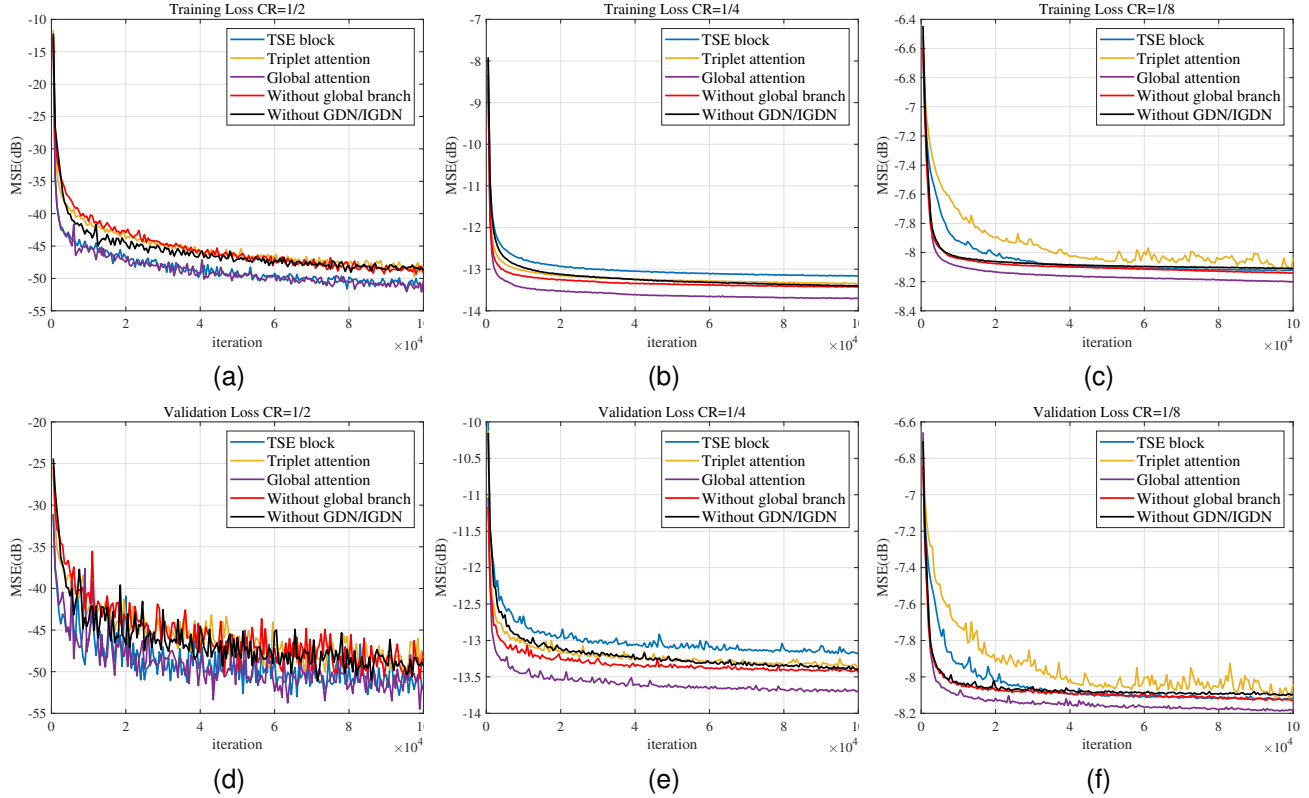 Training Loss CR=1/2
MSE(dB)
-10
-15
-20
-25
-30
-35
-40
-45
-50
-55
TSE block
Triplet attention
Global attention
Without global branch
Without GDN/IGDN
0 2 4 6 8 10
iteration
×10^4
(a)
Training Loss CR=1/4
MSE(dB)
-7
-8
-9
-10
-11
-12
-13
-14
TSE block
Triplet attention
Global attention
Without global branch
Without GDN/IGDN
0 2 4 6 8 10
iteration
×10^4
(b)
Training Loss CR=1/8
MSE(dB)
-6.4
-6.6
-6.8
-7
-7.2
-7.4
-7.6
-7.8
-8
-8.2
-8.4
TSE block
Triplet attention
Global attention
Without global branch
Without GDN/IGDN
0 2 4 6 8 10
iteration
×10^4
(c)
Validation Loss CR=1/2
MSE(dB)
-20
-25
-30
-35
-40
-45
-50
-55
TSE block
Triplet attention
Global attention
Without global branch
Without GDN/IGDN
0 2 4 6 8 10
iteration
×10^4
(d)
Validation Loss CR=1/4
MSE(dB)
-10
-10.5
-11
-11.5
-12
-12.5
-13
-13.5
-14
TSE block
Triplet attention
Global attention
Without global branch
Without GDN/IGDN
0 2 4 6 8 10
iteration
×10^4
(e)
Validation Loss CR=1/8
MSE(dB)
-6.6
-6.8
-7
-7.2
-7.4
-7.6
-7.8
-8
-8.2
TSE block
Triplet attention
Global attention
Without global branch
Without GDN/IGDN
0 2 4 6 8 10
iteration
×10^4
(f)